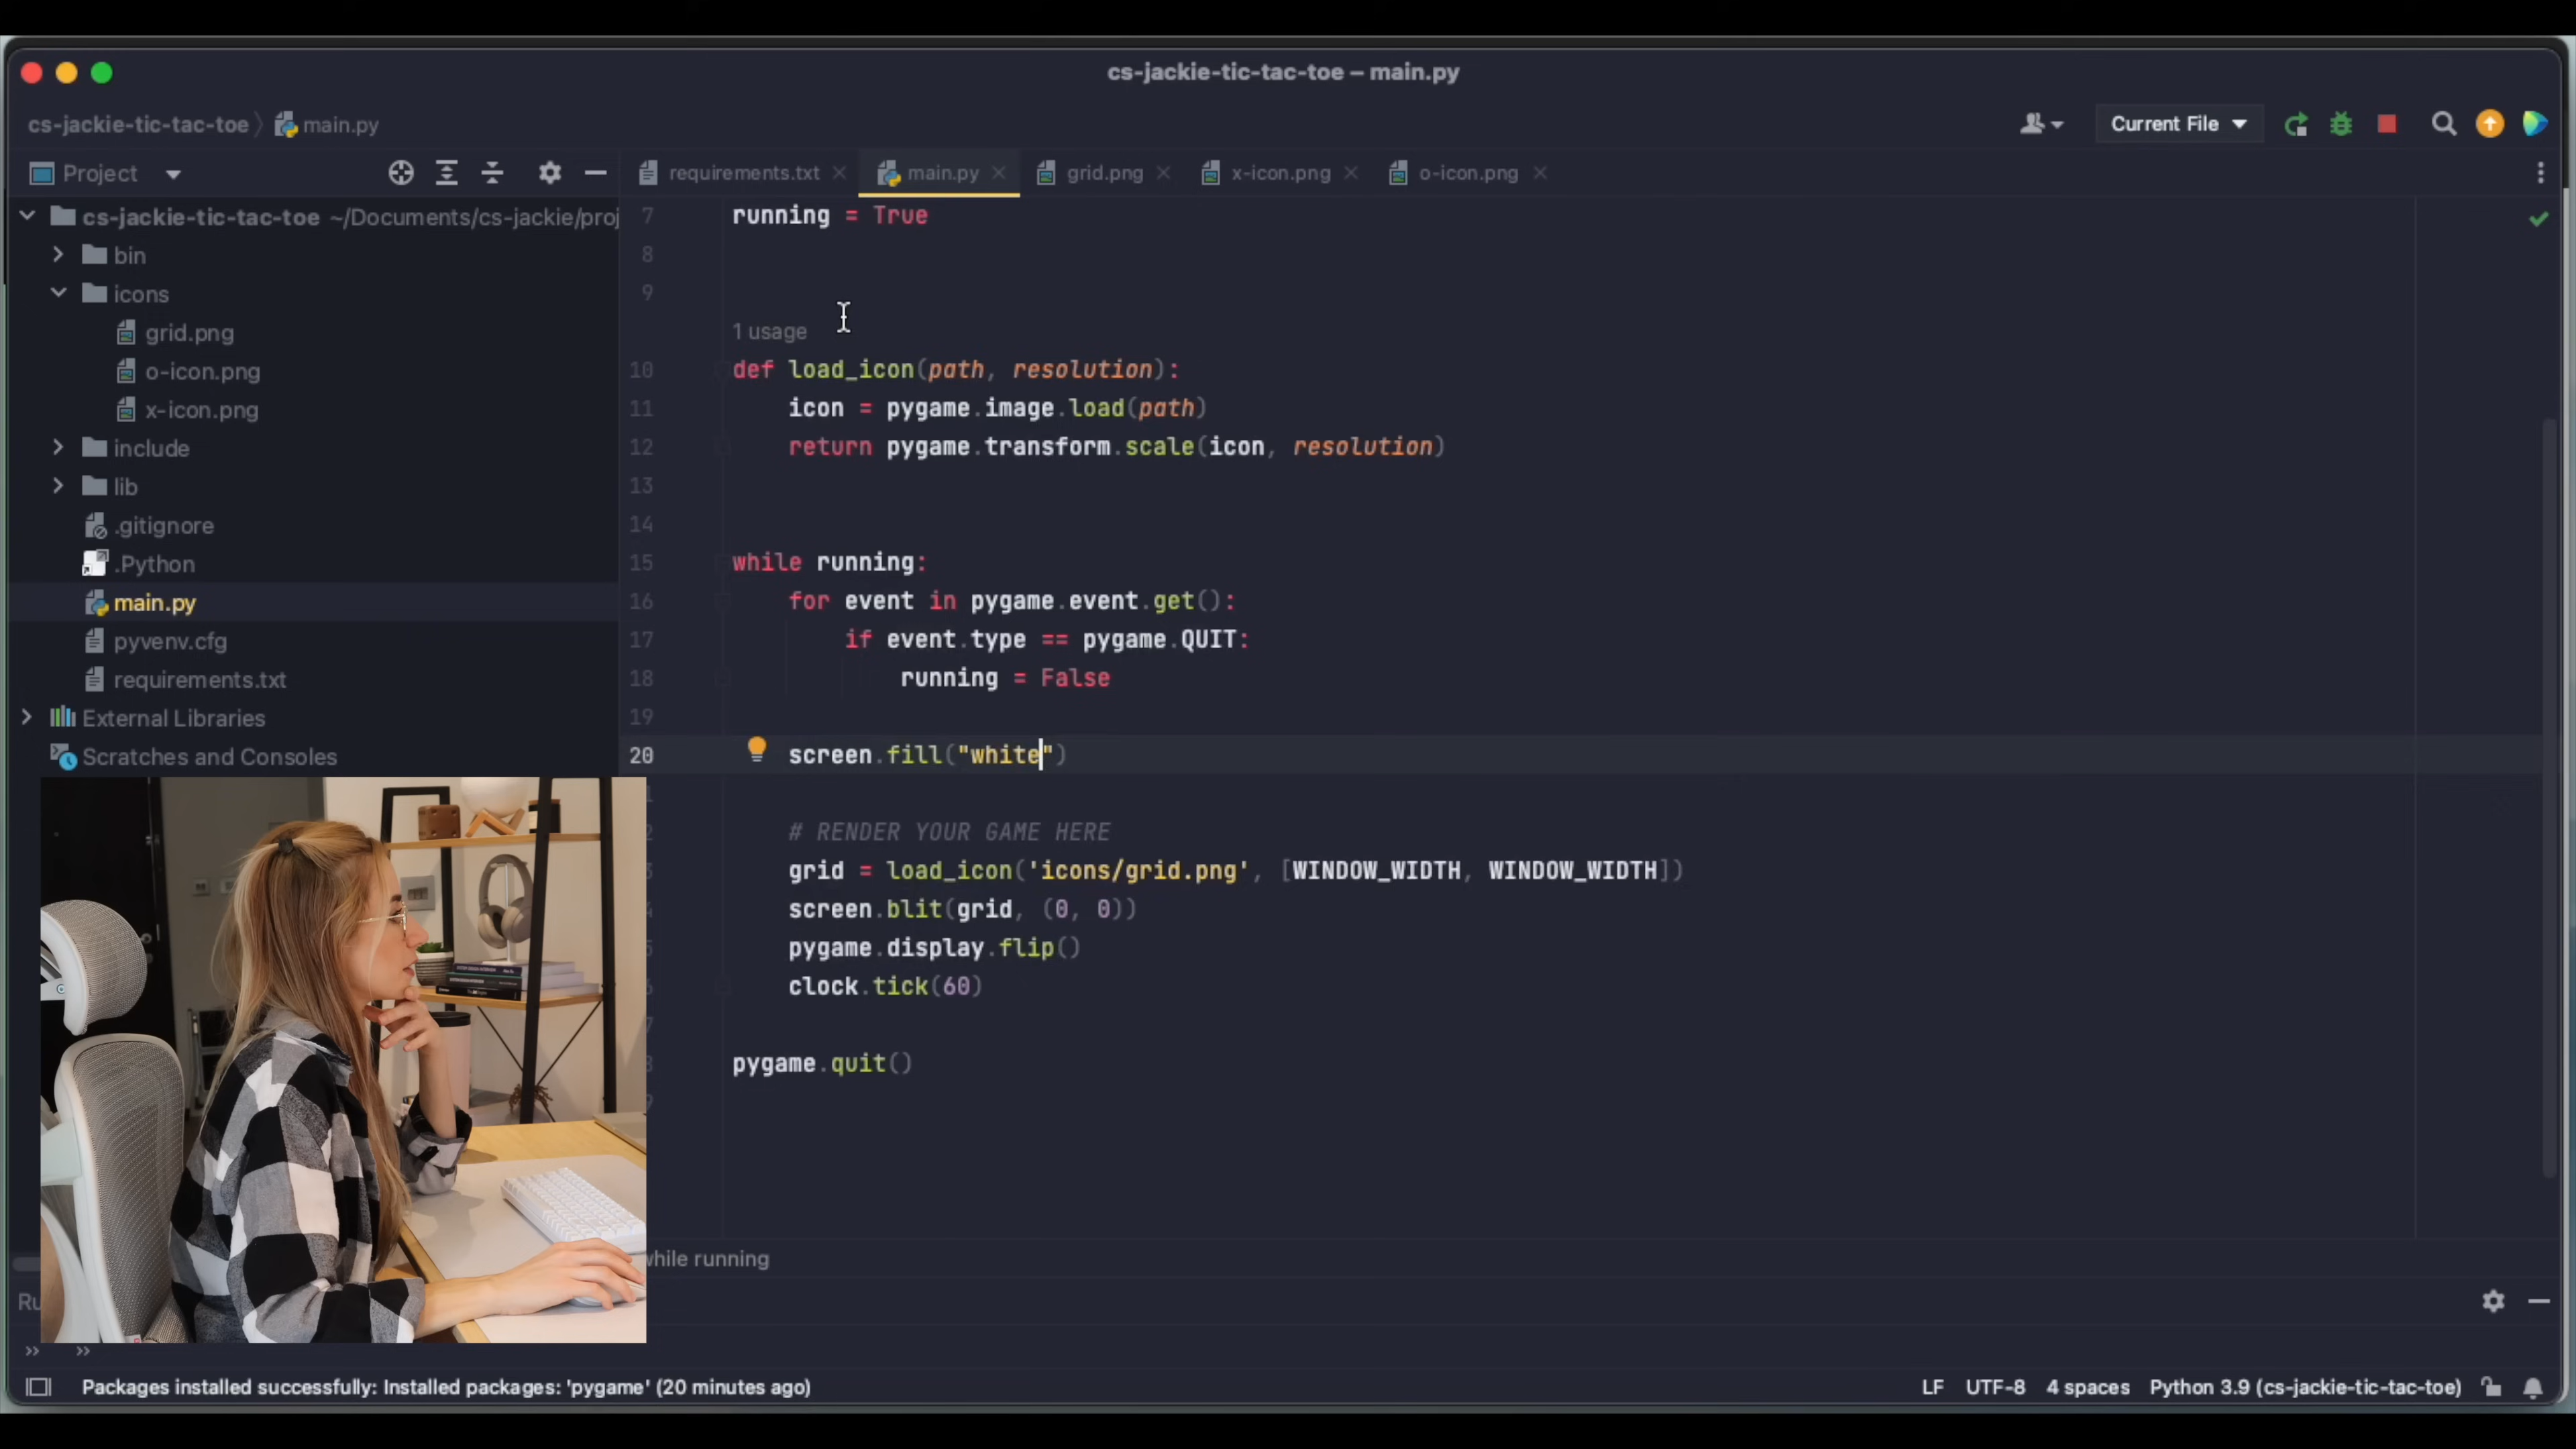 cs-jackie-tic-tac-toe – main.py
cs-jackie-tic-tac-toe
main.py
Current File
Project
requirements.txt
main.py
grid.png
x-icon.png
o-icon.png
cs-jackie-tic-tac-toe ~/Documents/cs-jackie/proj
bin
icons
grid.png
o-icon.png
x-icon.png
include
lib
.gitignore
.Python
main.py
pyvenv.cfg
requirements.txt
External Libraries
Scratches and Consoles
7 running = True
8
9
1 usage
10 def load_icon(path, resolution):
11 icon = pygame.image.load(path)
12 return pygame.transform.scale(icon, resolution)
13
14
15 while running:
16 for event in pygame.event.get():
17 if event.type == pygame.QUIT:
18 running = False
19
20 screen.fill("white")
# RENDER YOUR GAME HERE
grid = load_icon('icons/grid.png', [WINDOW_WIDTH, WINDOW_WIDTH])
screen.blit(grid, (0, 0))
pygame.display.flip()
clock.tick(60)
pygame.quit()
while running
Packages installed successfully: Installed packages: 'pygame' (20 minutes ago)
LF UTF-8 4 spaces Python 3.9 (cs-jackie-tic-tac-toe)